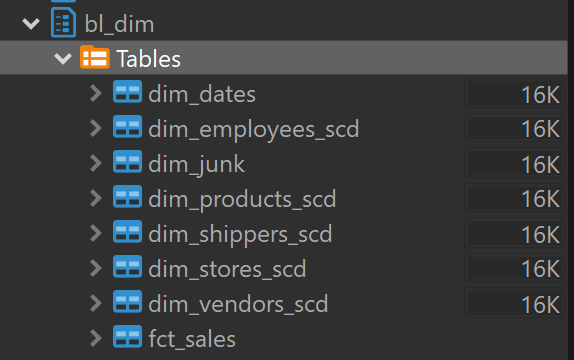 bl_dim
Tables
dim_dates 16K
dim_employees_scd 16K
dim_junk 16K
dim_products_scd 16K
dim_shippers_scd 16K
dim_stores_scd 16K
dim_vendors_scd 16K
fct_sales